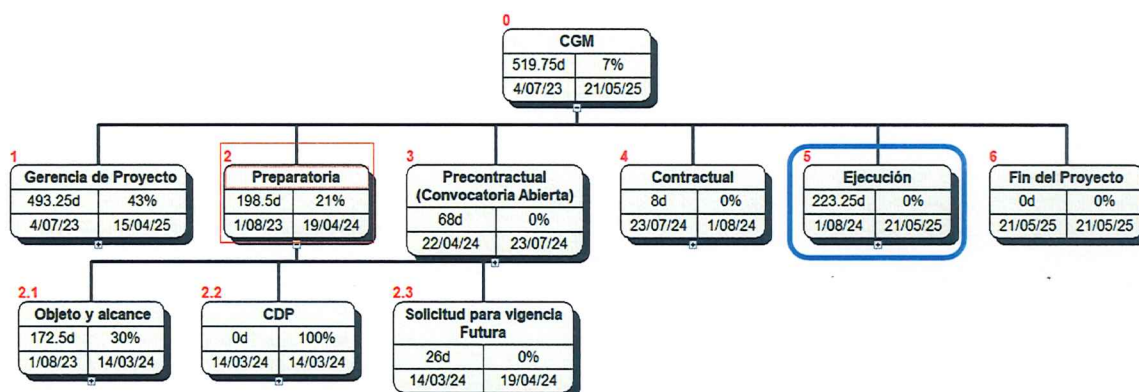 0
CGM
519.75d 7%
4/07/23 21/05/25
1
Gerencia de Proyecto
493.25d 43%
4/07/23 15/04/25
2
Preparatoria
198.5d 21%
1/08/23 19/04/24
3
Precontractual
(Convocatoria Abierta)
68d 0%
22/04/24 23/07/24
4
Contractual
8d 0%
23/07/24 1/08/24
5
Ejecución
223.25d 0%
1/08/24 21/05/25
6
Fin del Proyecto
0d 0%
21/05/25 21/05/25
2.1
Objeto y alcance
172.5d 30%
1/08/23 14/03/24
2.2
CDP
0d 100%
14/03/24 14/03/24
2.3
Solicitud para vigencia
Futura
26d 0%
14/03/24 19/04/24